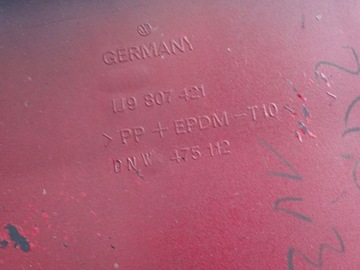 GERMANY
1J9 807 421
>PP + EPDM-T10<
DNW 475 112